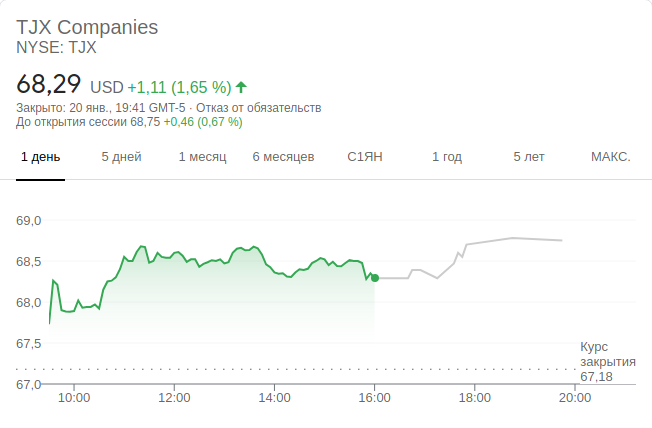 TJX Companies
NYSE: TJX
68,29 USD +1,11 (1,65 %)
Закрыто: 20 янв., 19:41 GMT-5 · Отказ от обязательств
До открытия сессии 68,75 +0,46 (0,67 %)
1 день 5 дней 1 месяц 6 месяцев С1ЯН 1 год 5 лет МАКС.
69,0
68,5
68,0
67,5
Курс
закрытия
67,18
67,0
10:00 12:00 14:00 16:00 18:00 20:00